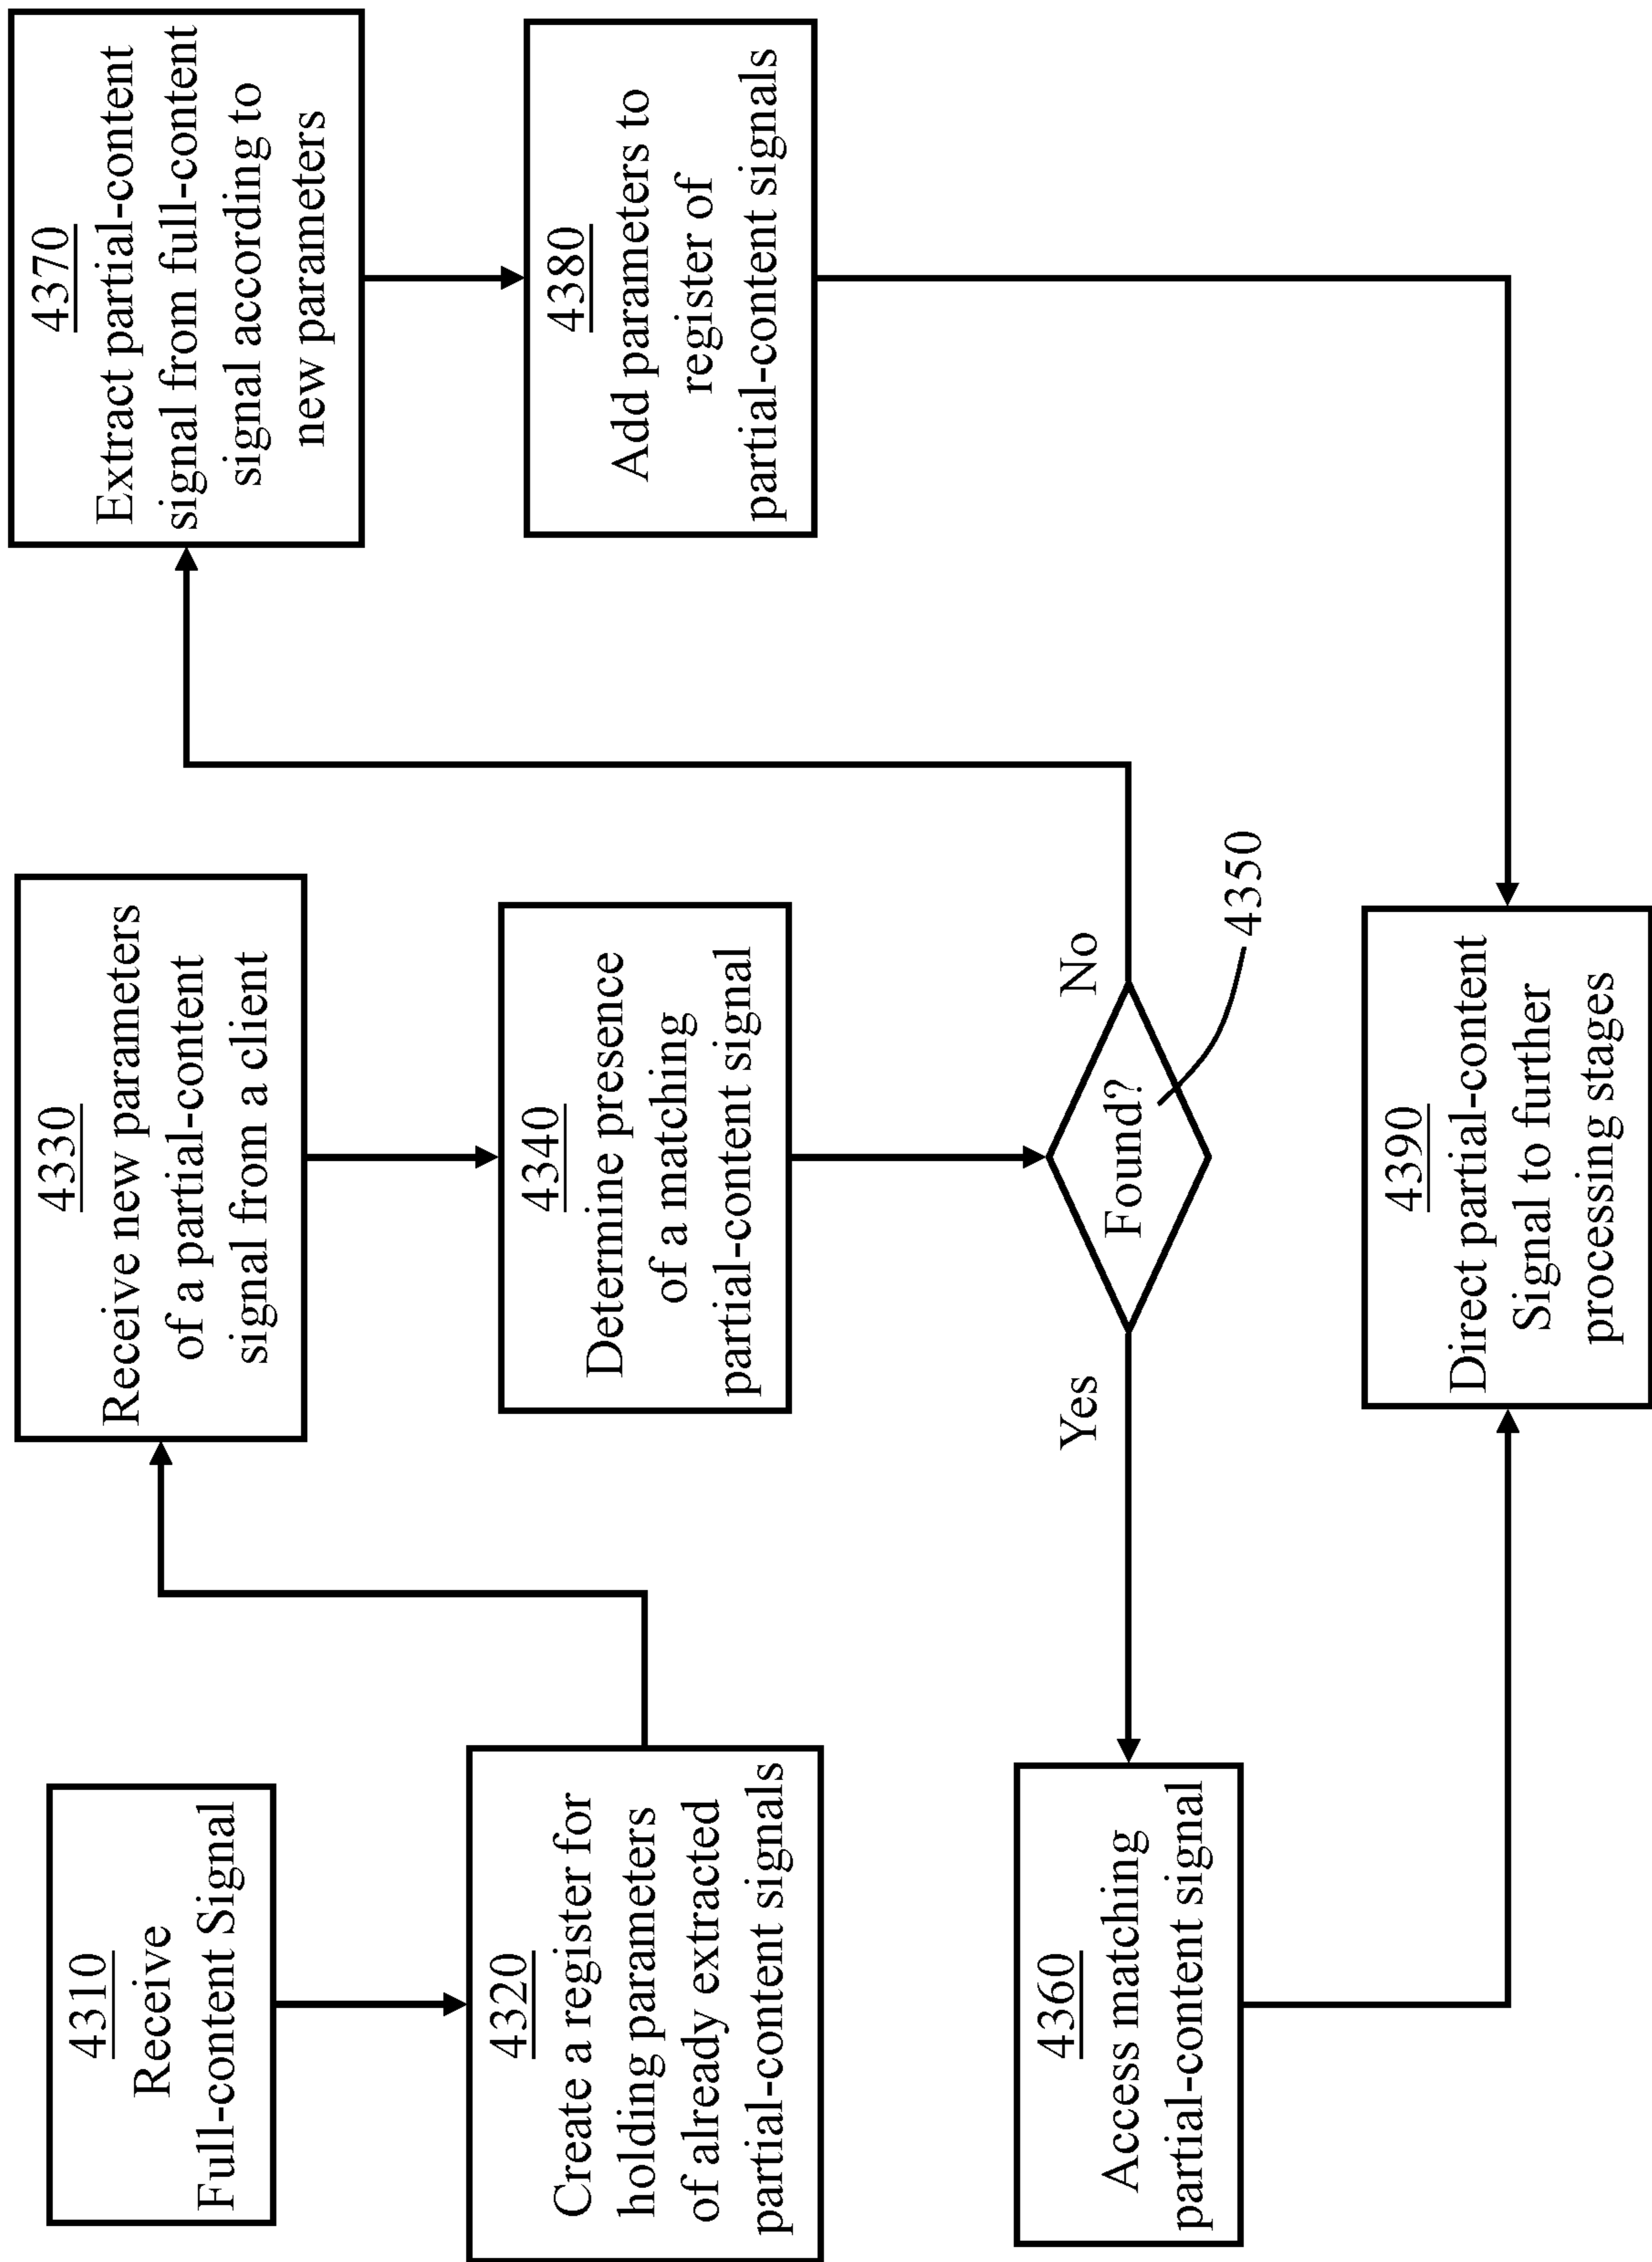 4310
Receive
Full-content Signal
4320
Create a register for
holding parameters
of already extracted
partial-content signals
4330
Receive new parameters
of a partial-content
signal from a client
4340
Determine presence
of a matching
partial-content signal
Found?
4350
Yes
No
4360
Access matching
partial-content signal
4370
Extract partial-content
signal from full-content
signal according to
new parameters
4380
Add parameters to
register of
partial-content signals
4390
Direct partial-content
Signal to further
processing stages